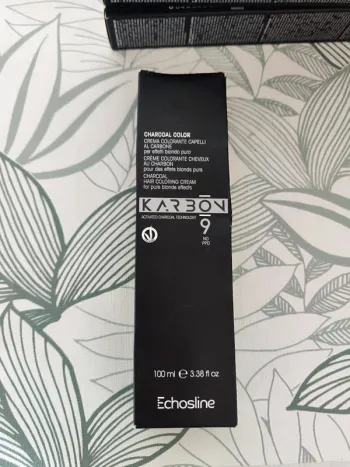 CHARCOAL COLOR
CREMA COLORANTE CAPELLI
AL CARBONE
per effetti biondo puro
CRÈME COLORANTE CHEVEUX
AU CHARBON
pour des effets blonds purs
CHARCOAL
HAIR COLORING CREAM
for pure blonde effects
KARBON
ACTIVATED CHARCOAL TECHNOLOGY
9
NO
PPD
100 ml ℮ 3.38 fl oz
Echosline